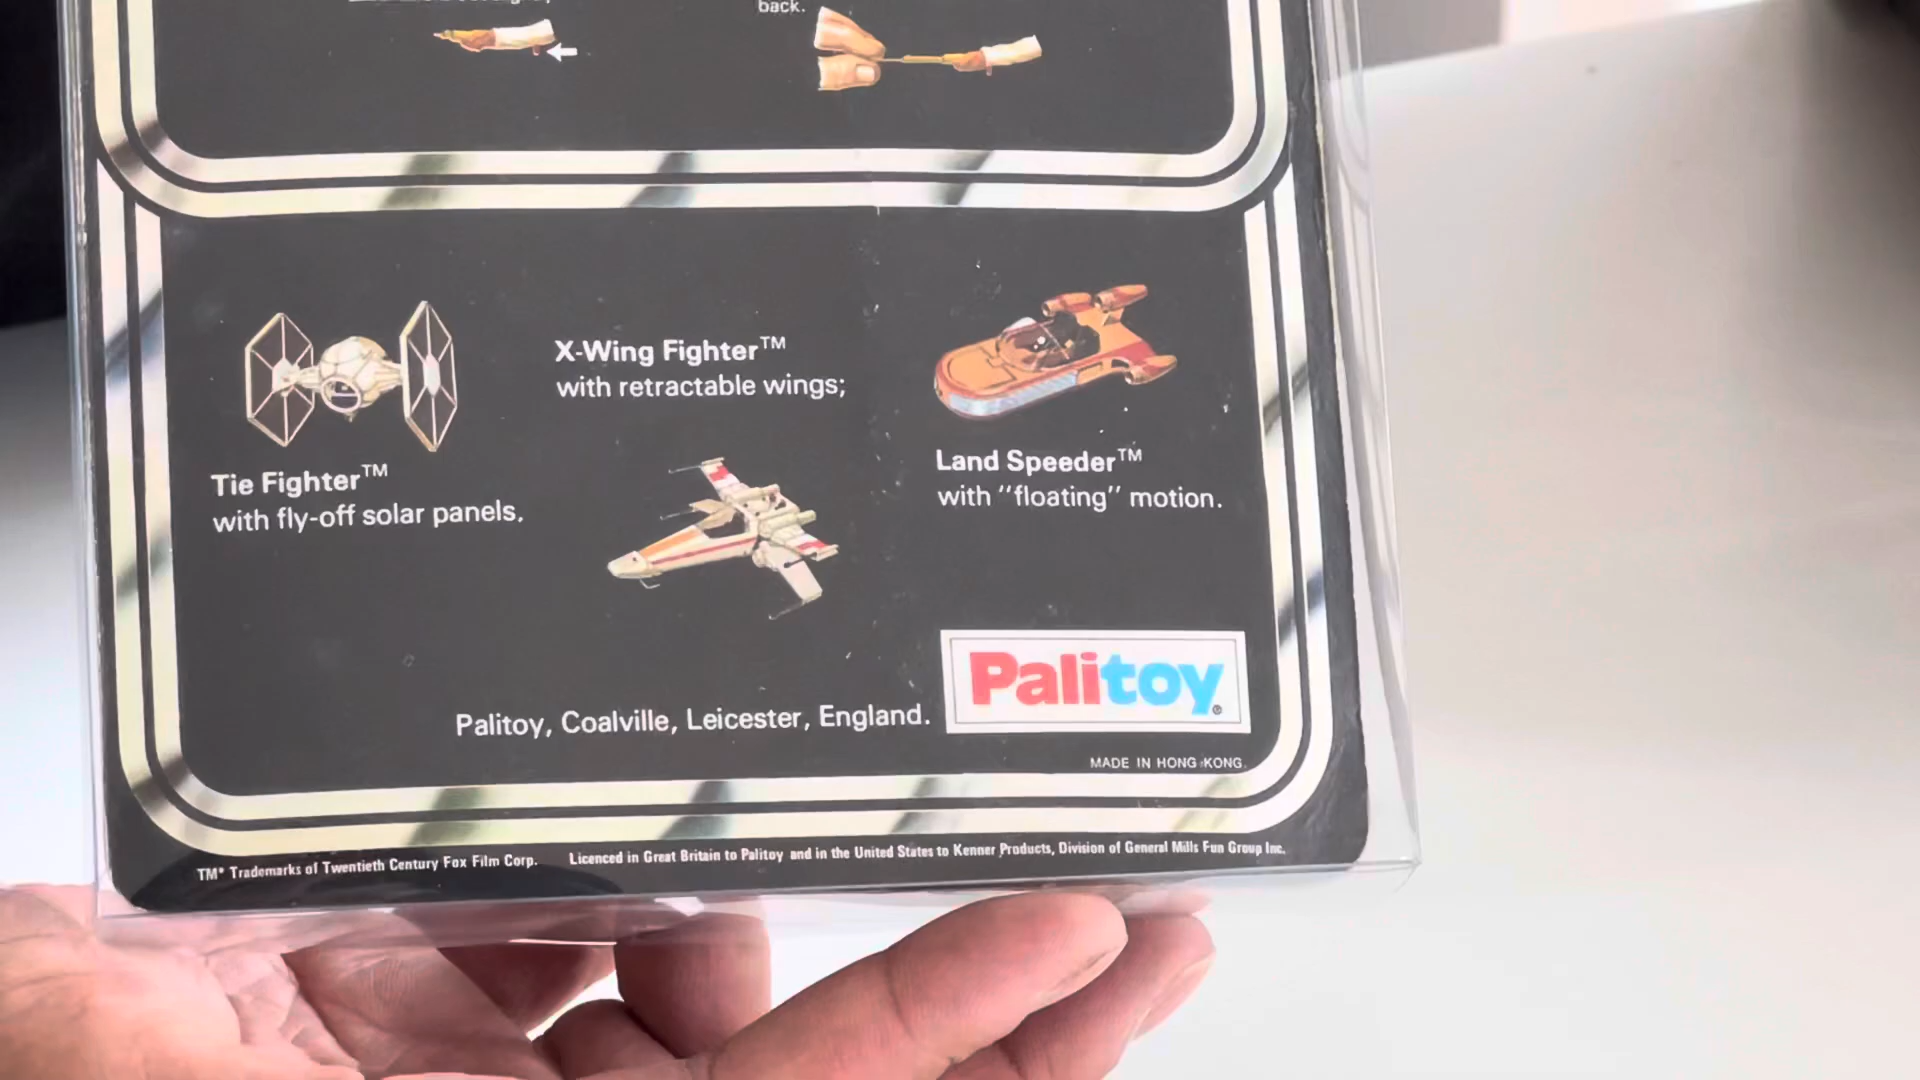 back.
X-Wing Fighter™
with retractable wings;
Tie Fighter™
with fly-off solar panels.
Land Speeder™
with "floating" motion.
Palitoy
Palitoy, Coalville, Leicester, England.
MADE IN HONG KONG.
TM* Trademarks of Twentieth Century Fox Film Corp. Licenced in Great Britain to Palitoy and in the United States to Kenner Products, Division of General Mills Fun Group Inc.